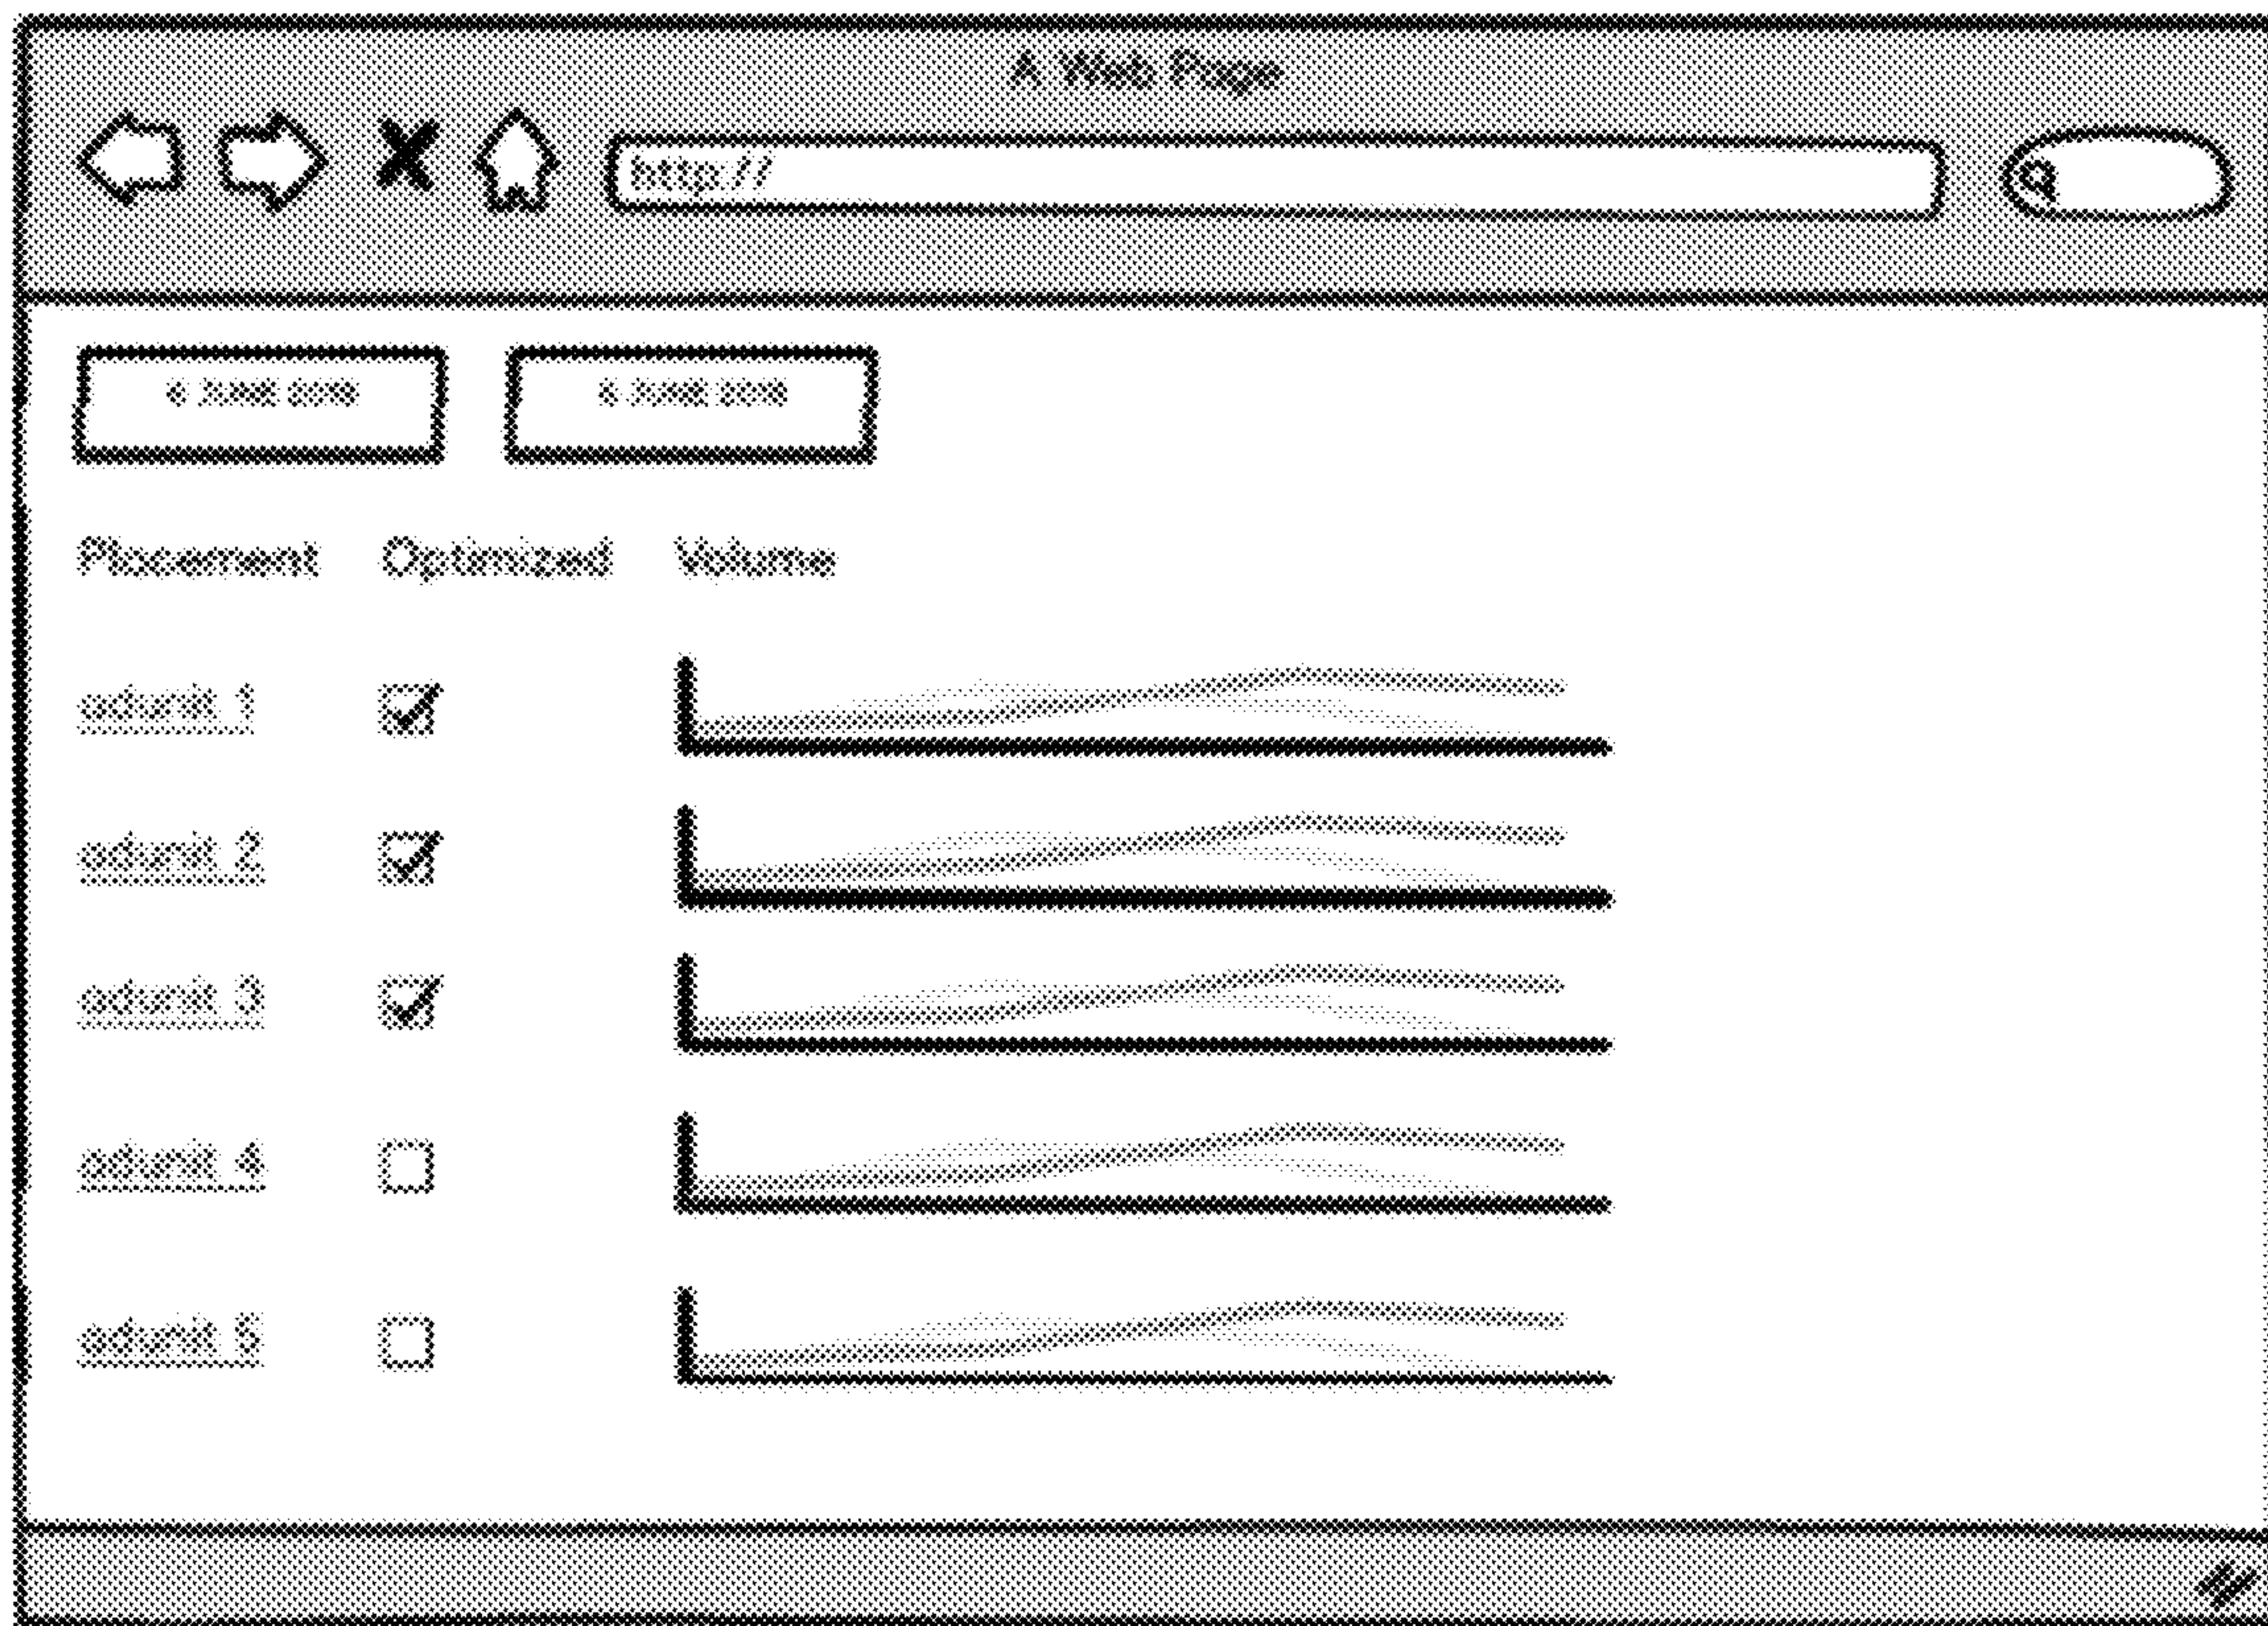 A Web Page
http://
Placement Optimized Volume
adunit 1
adunit 2
adunit 3
adunit 4
adunit 5